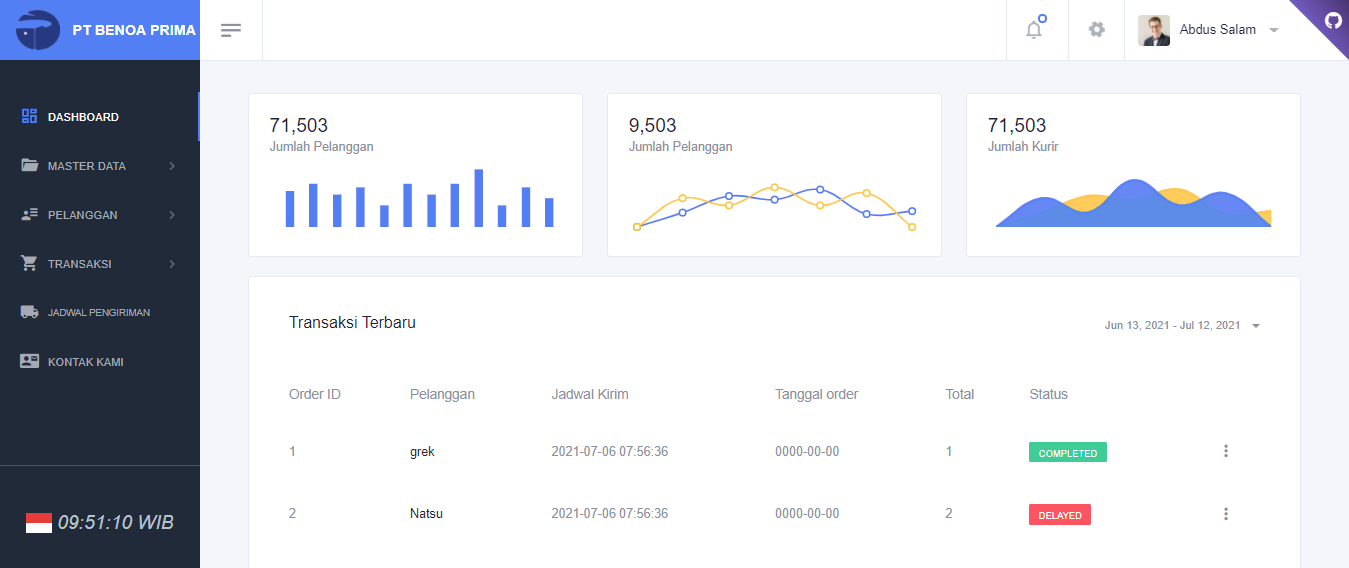 PT BENOA PRIMA
Abdus Salam
DASHBOARD
MASTER DATA
PELANGGAN
TRANSAKSI
JADWAL PENGIRIMAN
KONTAK KAMI
09:51:10 WIB
71,503
Jumlah Pelanggan
9,503
Jumlah Pelanggan
71,503
Jumlah Kurir
Transaksi Terbaru
Jun 13, 2021 - Jul 12, 2021
Order ID Pelanggan Jadwal Kirim Tanggal order Total Status
1 grek 2021-07-06 07:56:36 0000-00-00 1 COMPLETED
2 Natsu 2021-07-06 07:56:36 0000-00-00 2 DELAYED